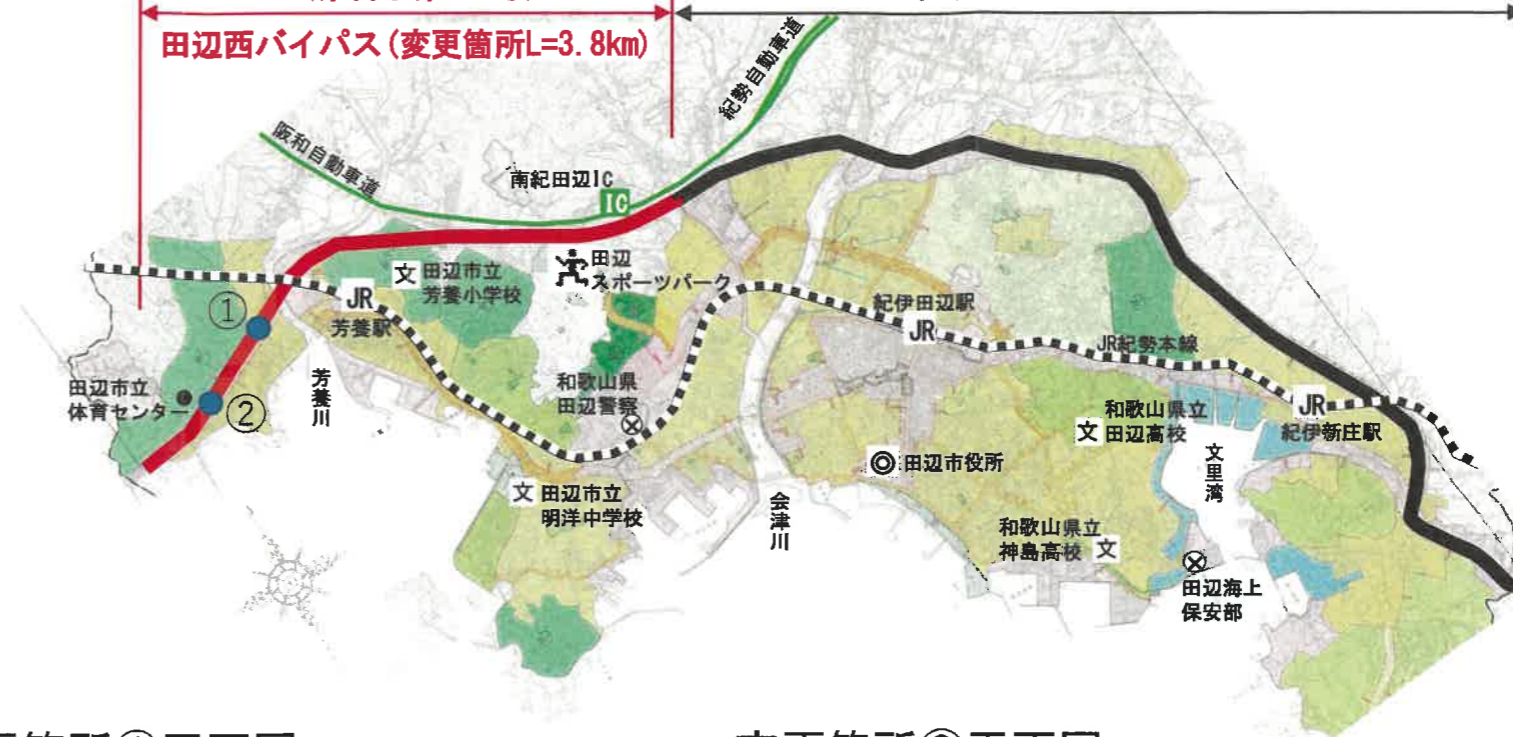 田辺西バイパス(変更箇所L=3.8km)
紀勢自動車道
阪和自動車道
南紀田辺IC
IC
田辺
スポーツパーク
文 田辺市立
芳養小学校
①
JR
芳養駅
紀伊田辺駅
JR
JR紀勢本線
田辺市立
体育センター
②
芳養川
和歌山県
田辺警察
和歌山県立
文 田辺高校
JR
紀伊新庄駅
文里湾
田辺市役所
文 田辺市立
明洋中学校
会津川
和歌山県立
神島高校 文
田辺海上
保安部